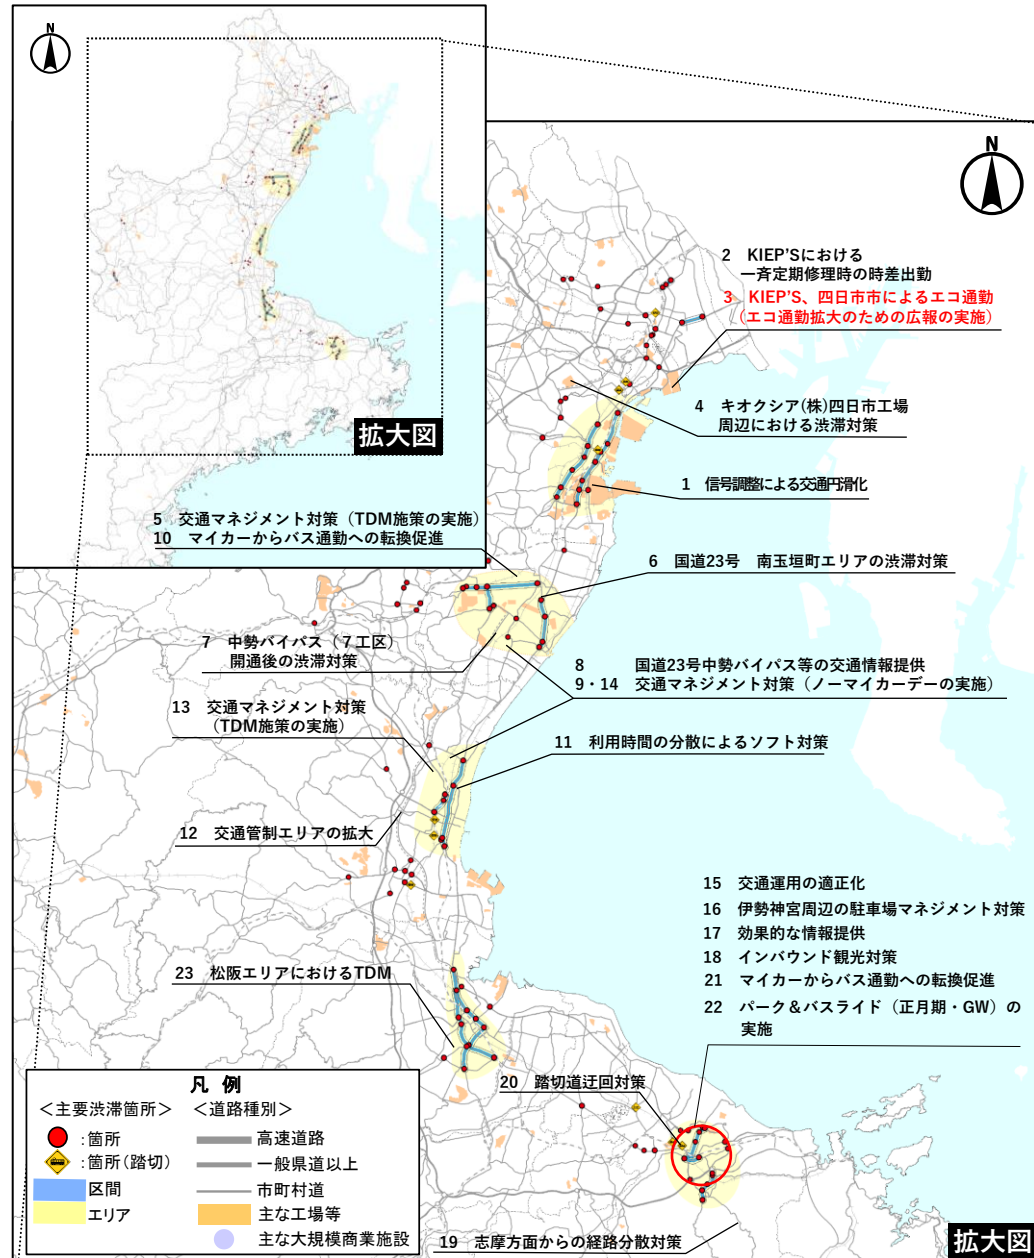 N
拡大図
N
2 KIEP'Sにおける
一斉定期修理時の時差出勤
3 KIEP'S、四日市市によるエコ通勤
(エコ通勤拡大のための広報の実施)
4 キオクシア(株)四日市工場
周辺における渋滞対策
1 信号調整による交通円滑化
5 交通マネジメント対策（TDM施策の実施）
10 マイカーからバス通勤への転換促進
6 国道23号 南玉垣町エリアの渋滞対策
7 中勢バイパス（７工区）
開通後の渋滞対策
8 国道23号中勢バイパス等の交通情報提供
9・14 交通マネジメント対策（ノーマイカーデーの実施）
13 交通マネジメント対策
（TDM施策の実施）
11 利用時間の分散によるソフト対策
12 交通管制エリアの拡大
15 交通運用の適正化
16 伊勢神宮周辺の駐車場マネジメント対策
17 効果的な情報提供
18 インバウンド観光対策
21 マイカーからバス通勤への転換促進
22 パーク＆バスライド（正月期・GW）の
実施
23 松阪エリアにおけるTDM
20 踏切道迂回対策
19 志摩方面からの経路分散対策
凡 例
＜主要渋滞箇所＞ ＜道路種別＞
：箇所 高速道路
：箇所(踏切) 一般県道以上
区間 市町村道
エリア 主な工場等
主な大規模商業施設
拡大図